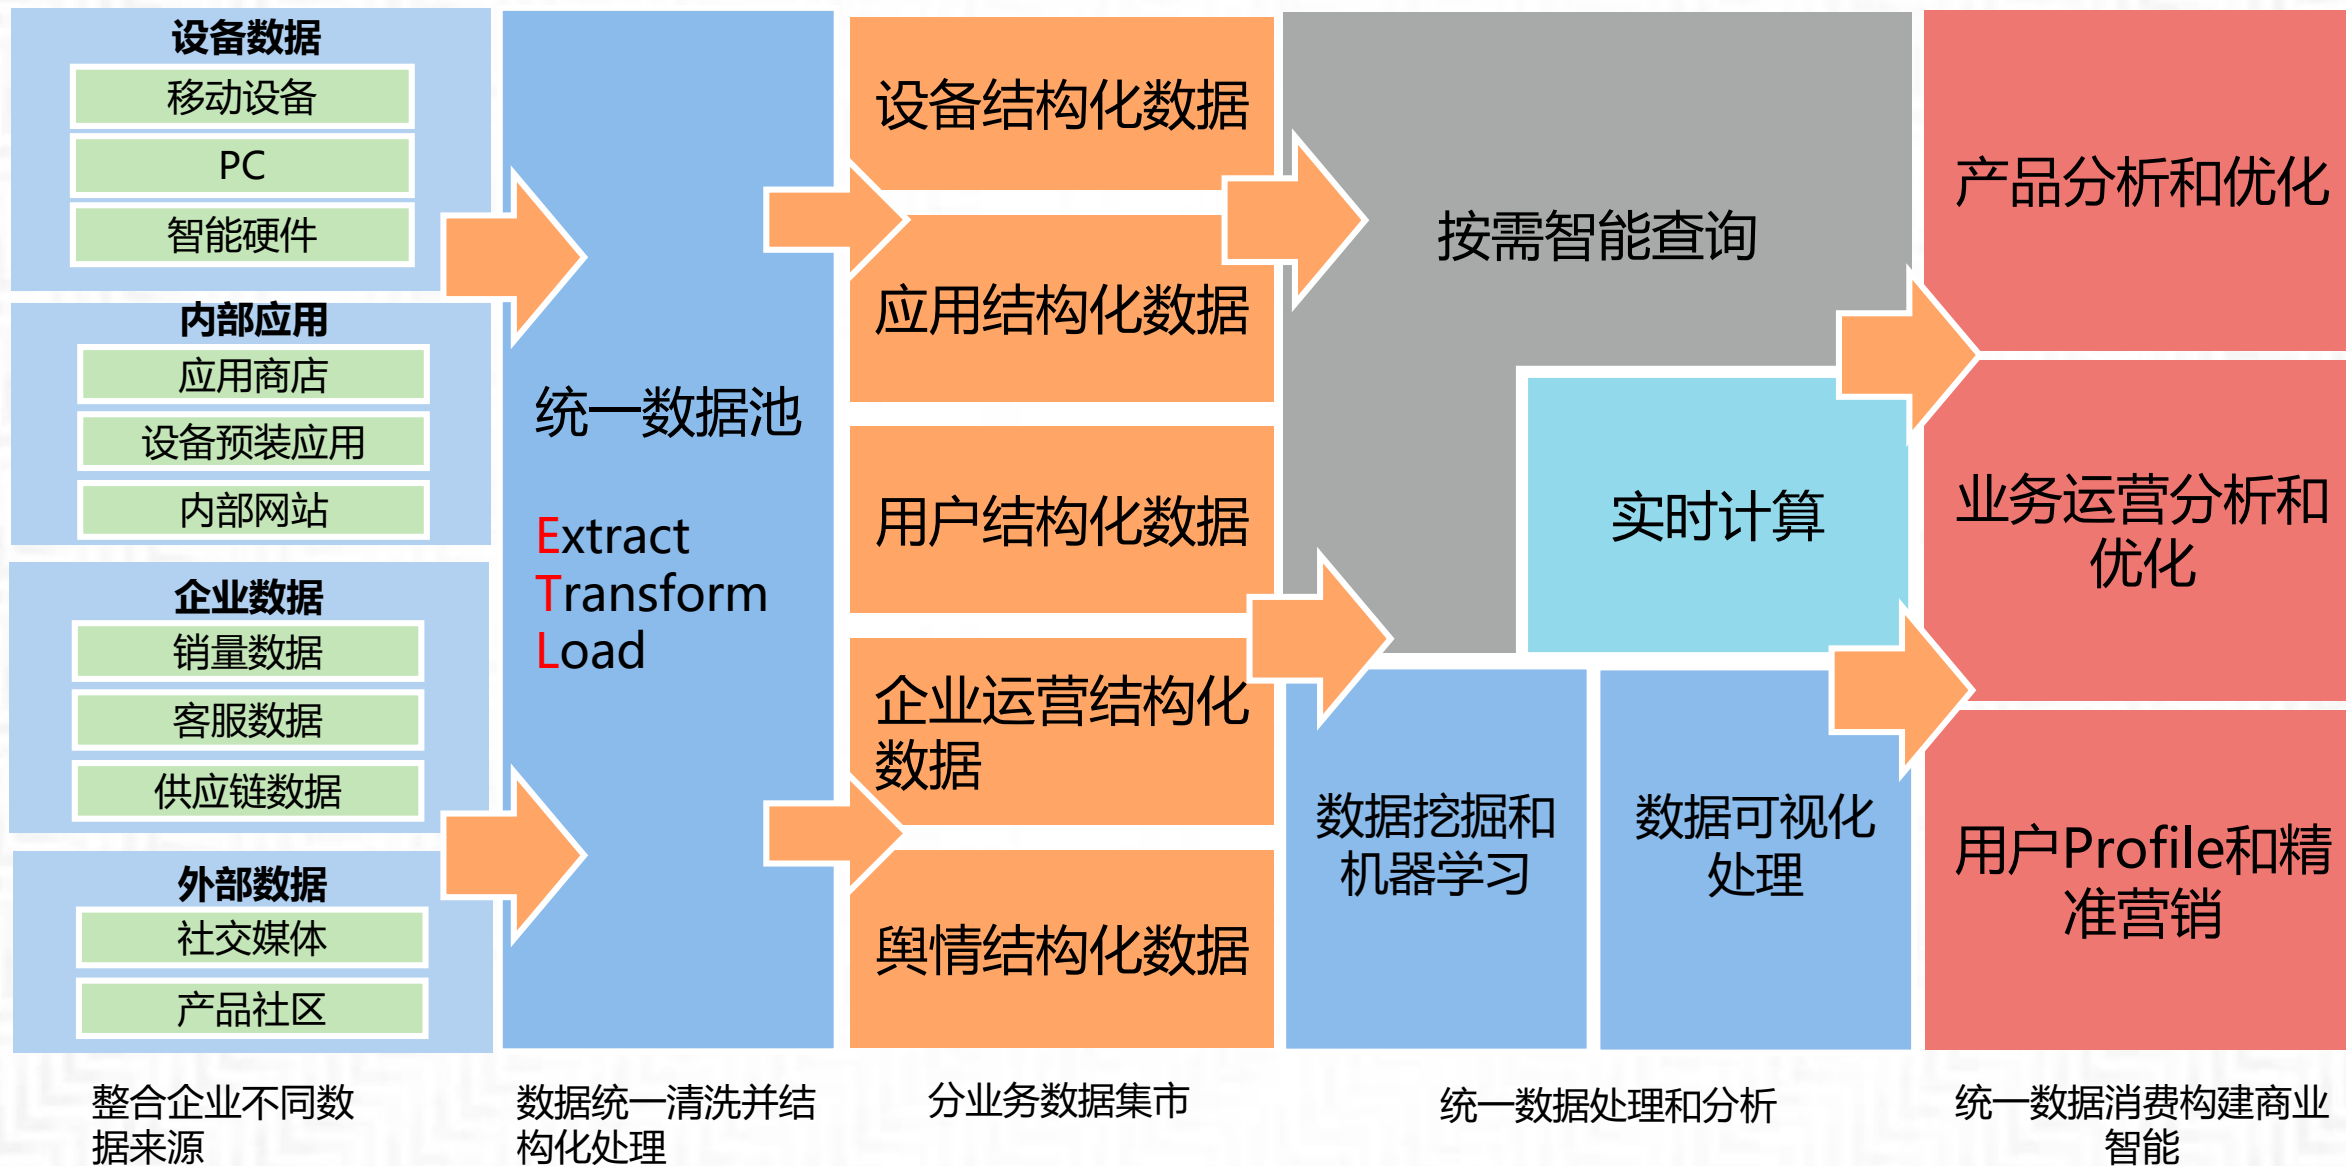 设备数据
移动设备
PC
智能硬件
内部应用
应用商店
设备预装应用
内部网站
企业数据
销量数据
客服数据
供应链数据
外部数据
社交媒体
产品社区
整合企业不同数
据来源
统一数据池
Extract
Transform
Load
数据统一清洗并结
构化处理
设备结构化数据
应用结构化数据
用户结构化数据
企业运营结构化
数据
舆情结构化数据
分业务数据集市
按需智能查询
实时计算
数据挖掘和
机器学习
数据可视化
处理
统一数据处理和分析
产品分析和优化
业务运营分析和
优化
用户Profile和精
准营销
统一数据消费构建商业
智能